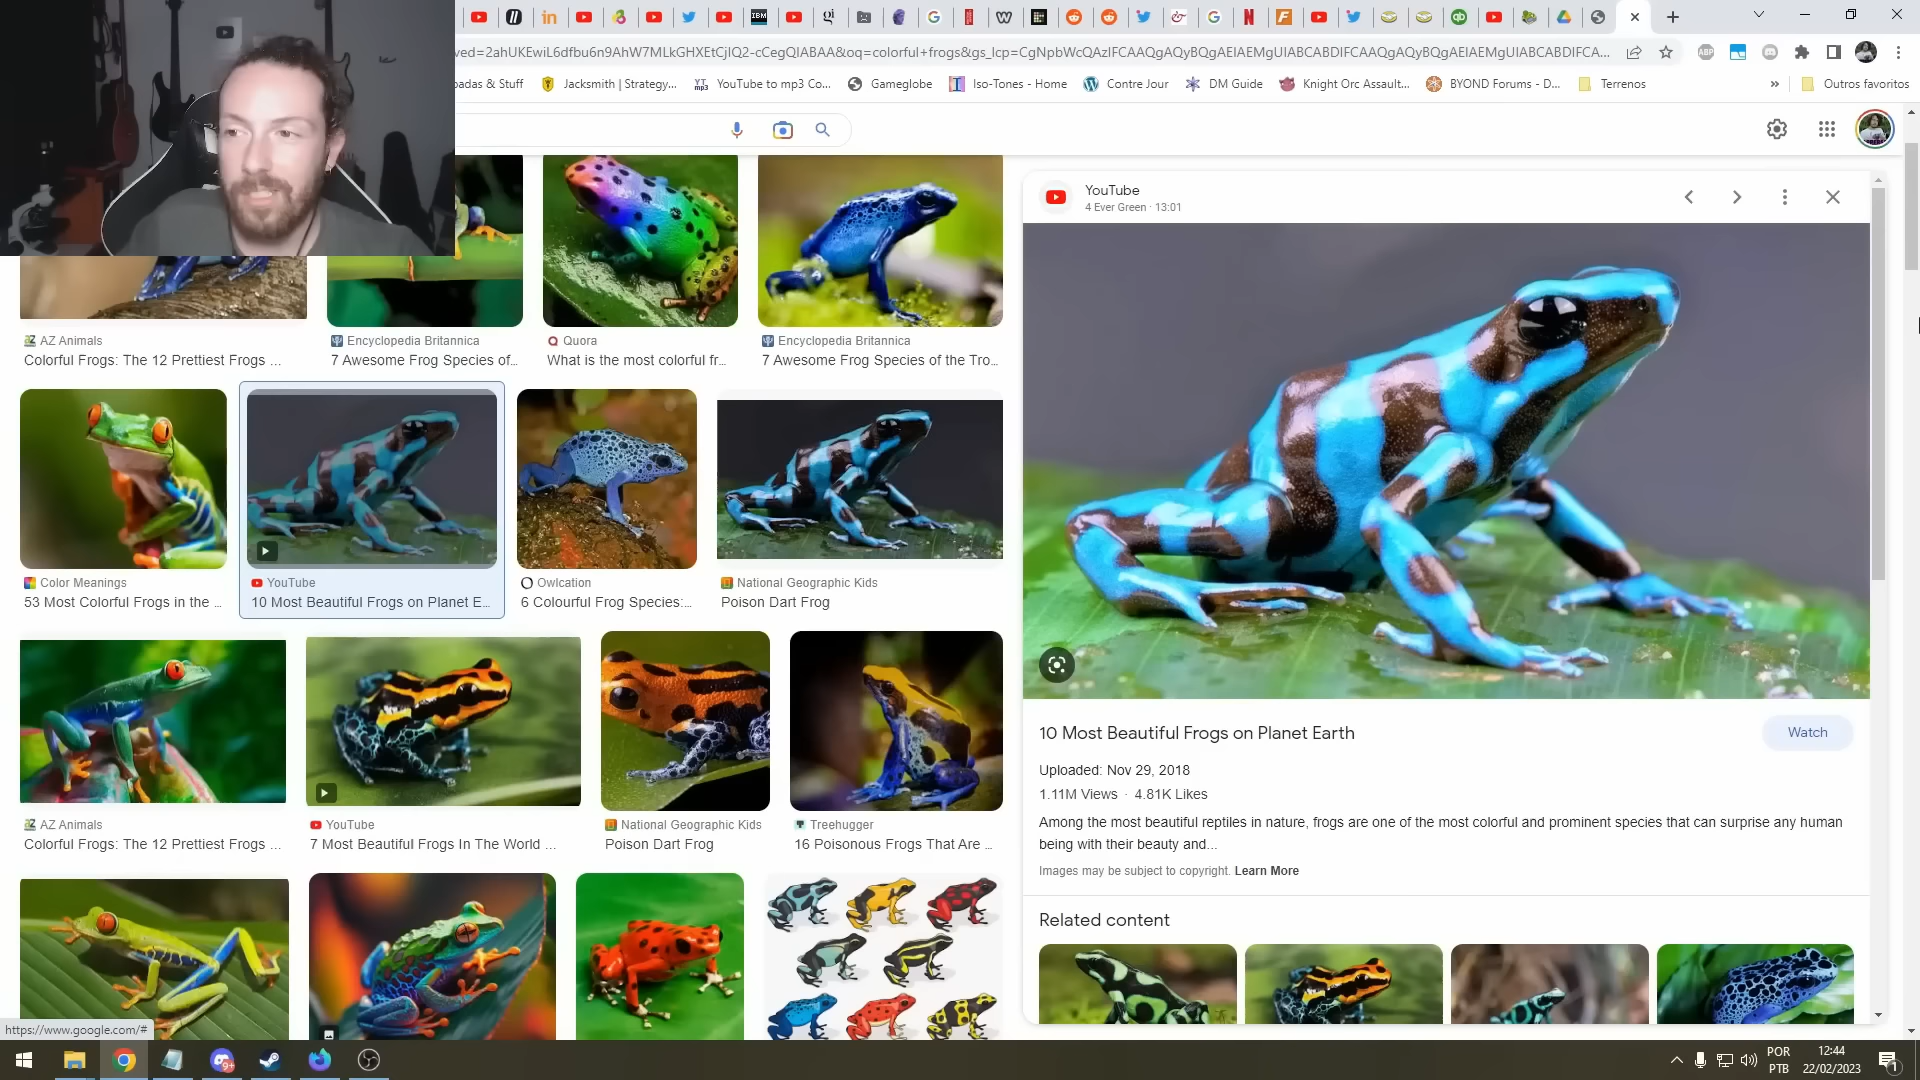 ved=2ahUKEwiL6dfbu6n9AhW7MLkGHXEtCjIQ2-cCegQIABAA&oq=colorful+frogs&gs_lcp=CgNpbWcQAzIFCAAQgAQyBQgAEIAEMgUIABCABDIFCAAQgAQyBQgAEIAEMgUIABCABDIFCA...
ABP
padas & Stuff
Jacksmith | Strategy...
YouTube to mp3 Co...
Gameglobe
Iso-Tones - Home
Contre Jour
DM Guide
Knight Orc Assault...
BYOND Forums - D...
Terrenos
»
Outros favoritos
YouTube
4 Ever Green · 13:01
AZ Animals
Colorful Frogs: The 12 Prettiest Frogs ...
Encyclopedia Britannica
7 Awesome Frog Species of...
Quora
What is the most colorful fr...
Encyclopedia Britannica
7 Awesome Frog Species of the Tro...
Color Meanings
53 Most Colorful Frogs in the ...
YouTube
10 Most Beautiful Frogs on Planet E...
Owlcation
6 Colourful Frog Species:...
National Geographic Kids
Poison Dart Frog
AZ Animals
Colorful Frogs: The 12 Prettiest Frogs ...
YouTube
7 Most Beautiful Frogs In The World ...
National Geographic Kids
Poison Dart Frog
Treehugger
16 Poisonous Frogs That Are ...
10 Most Beautiful Frogs on Planet Earth
Watch
Uploaded: Nov 29, 2018
1.11M Views · 4.81K Likes
Among the most beautiful reptiles in nature, frogs are one of the most colorful and prominent species that can surprise any human
being with their beauty and...
Images may be subject to copyright. Learn More
Related content
https://www.google.com/#
9+
POR
PTB
12:44
22/02/2023
1